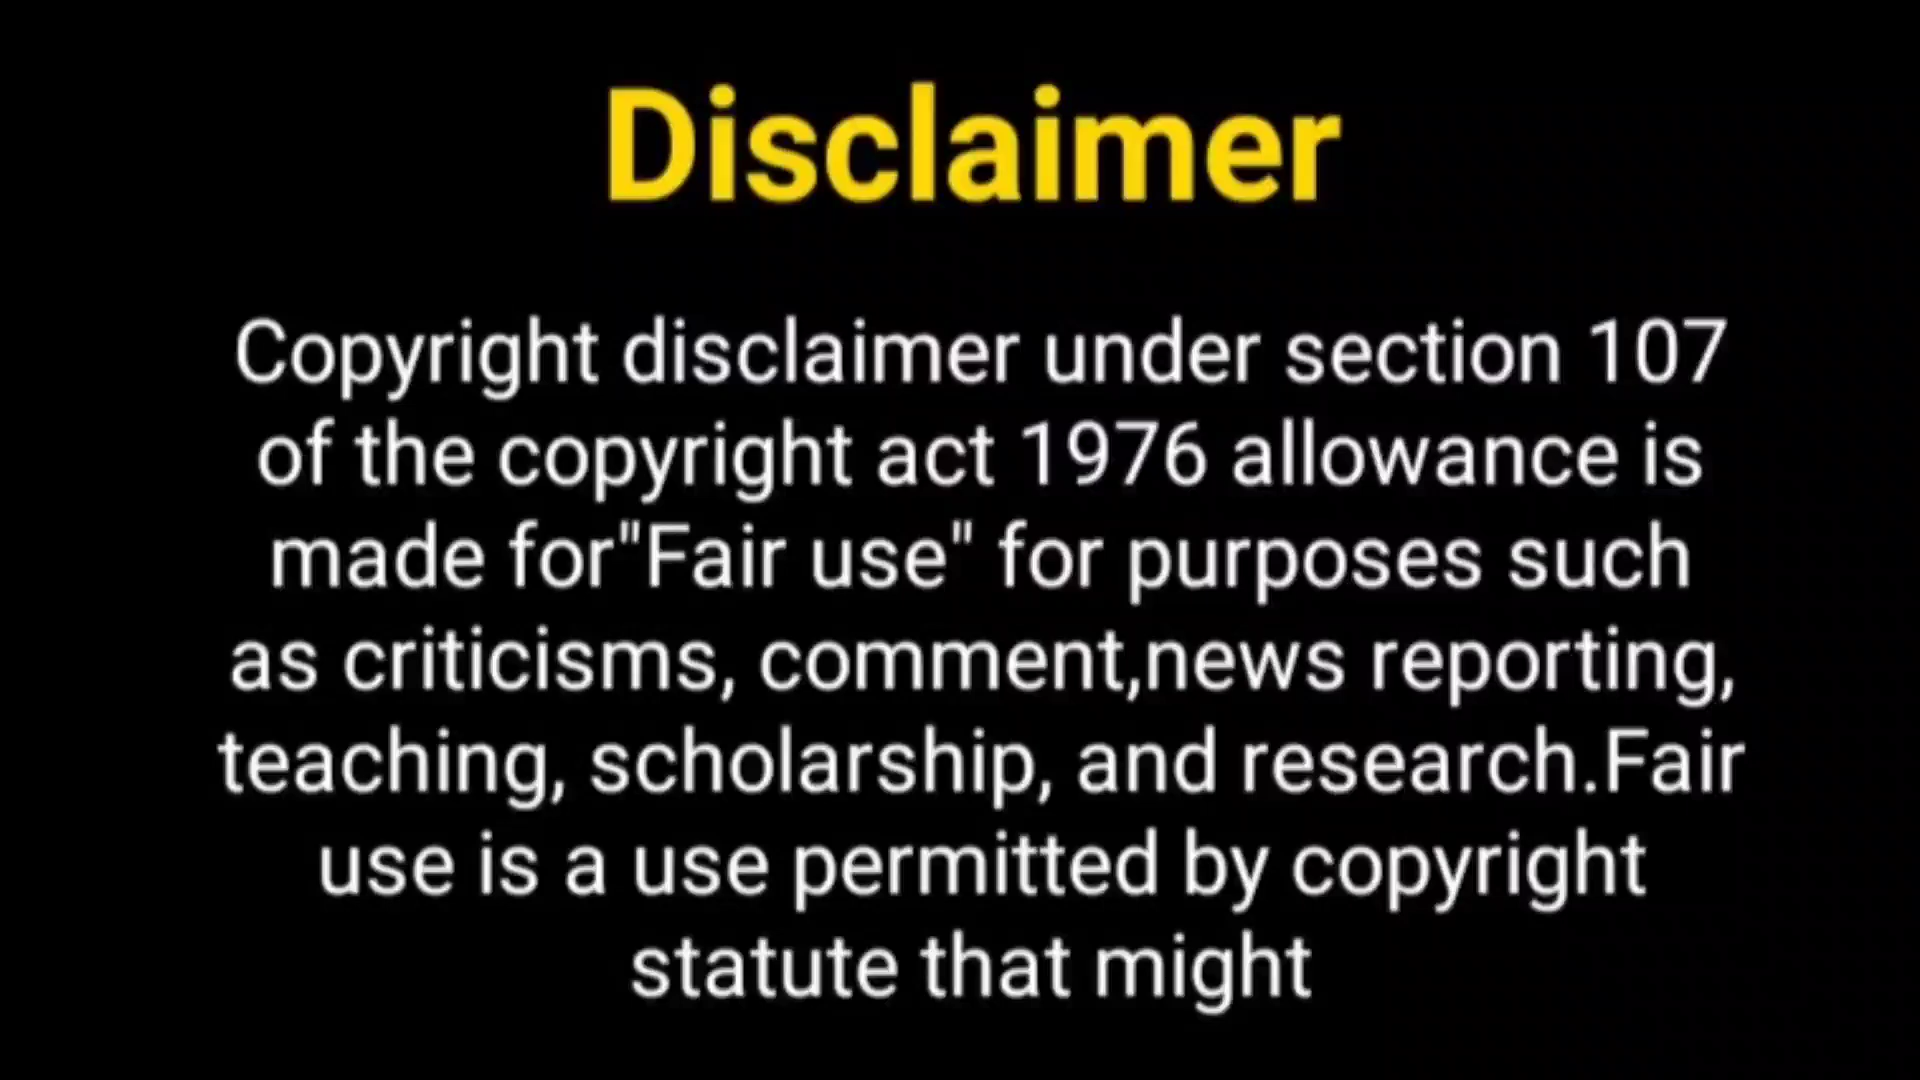 Disclaimer
Copyright disclaimer under section 107
of the copyright act 1976 allowance is
made for"Fair use" for purposes such
as criticisms, comment,news reporting,
teaching, scholarship, and research.Fair
use is a use permitted by copyright
statute that might